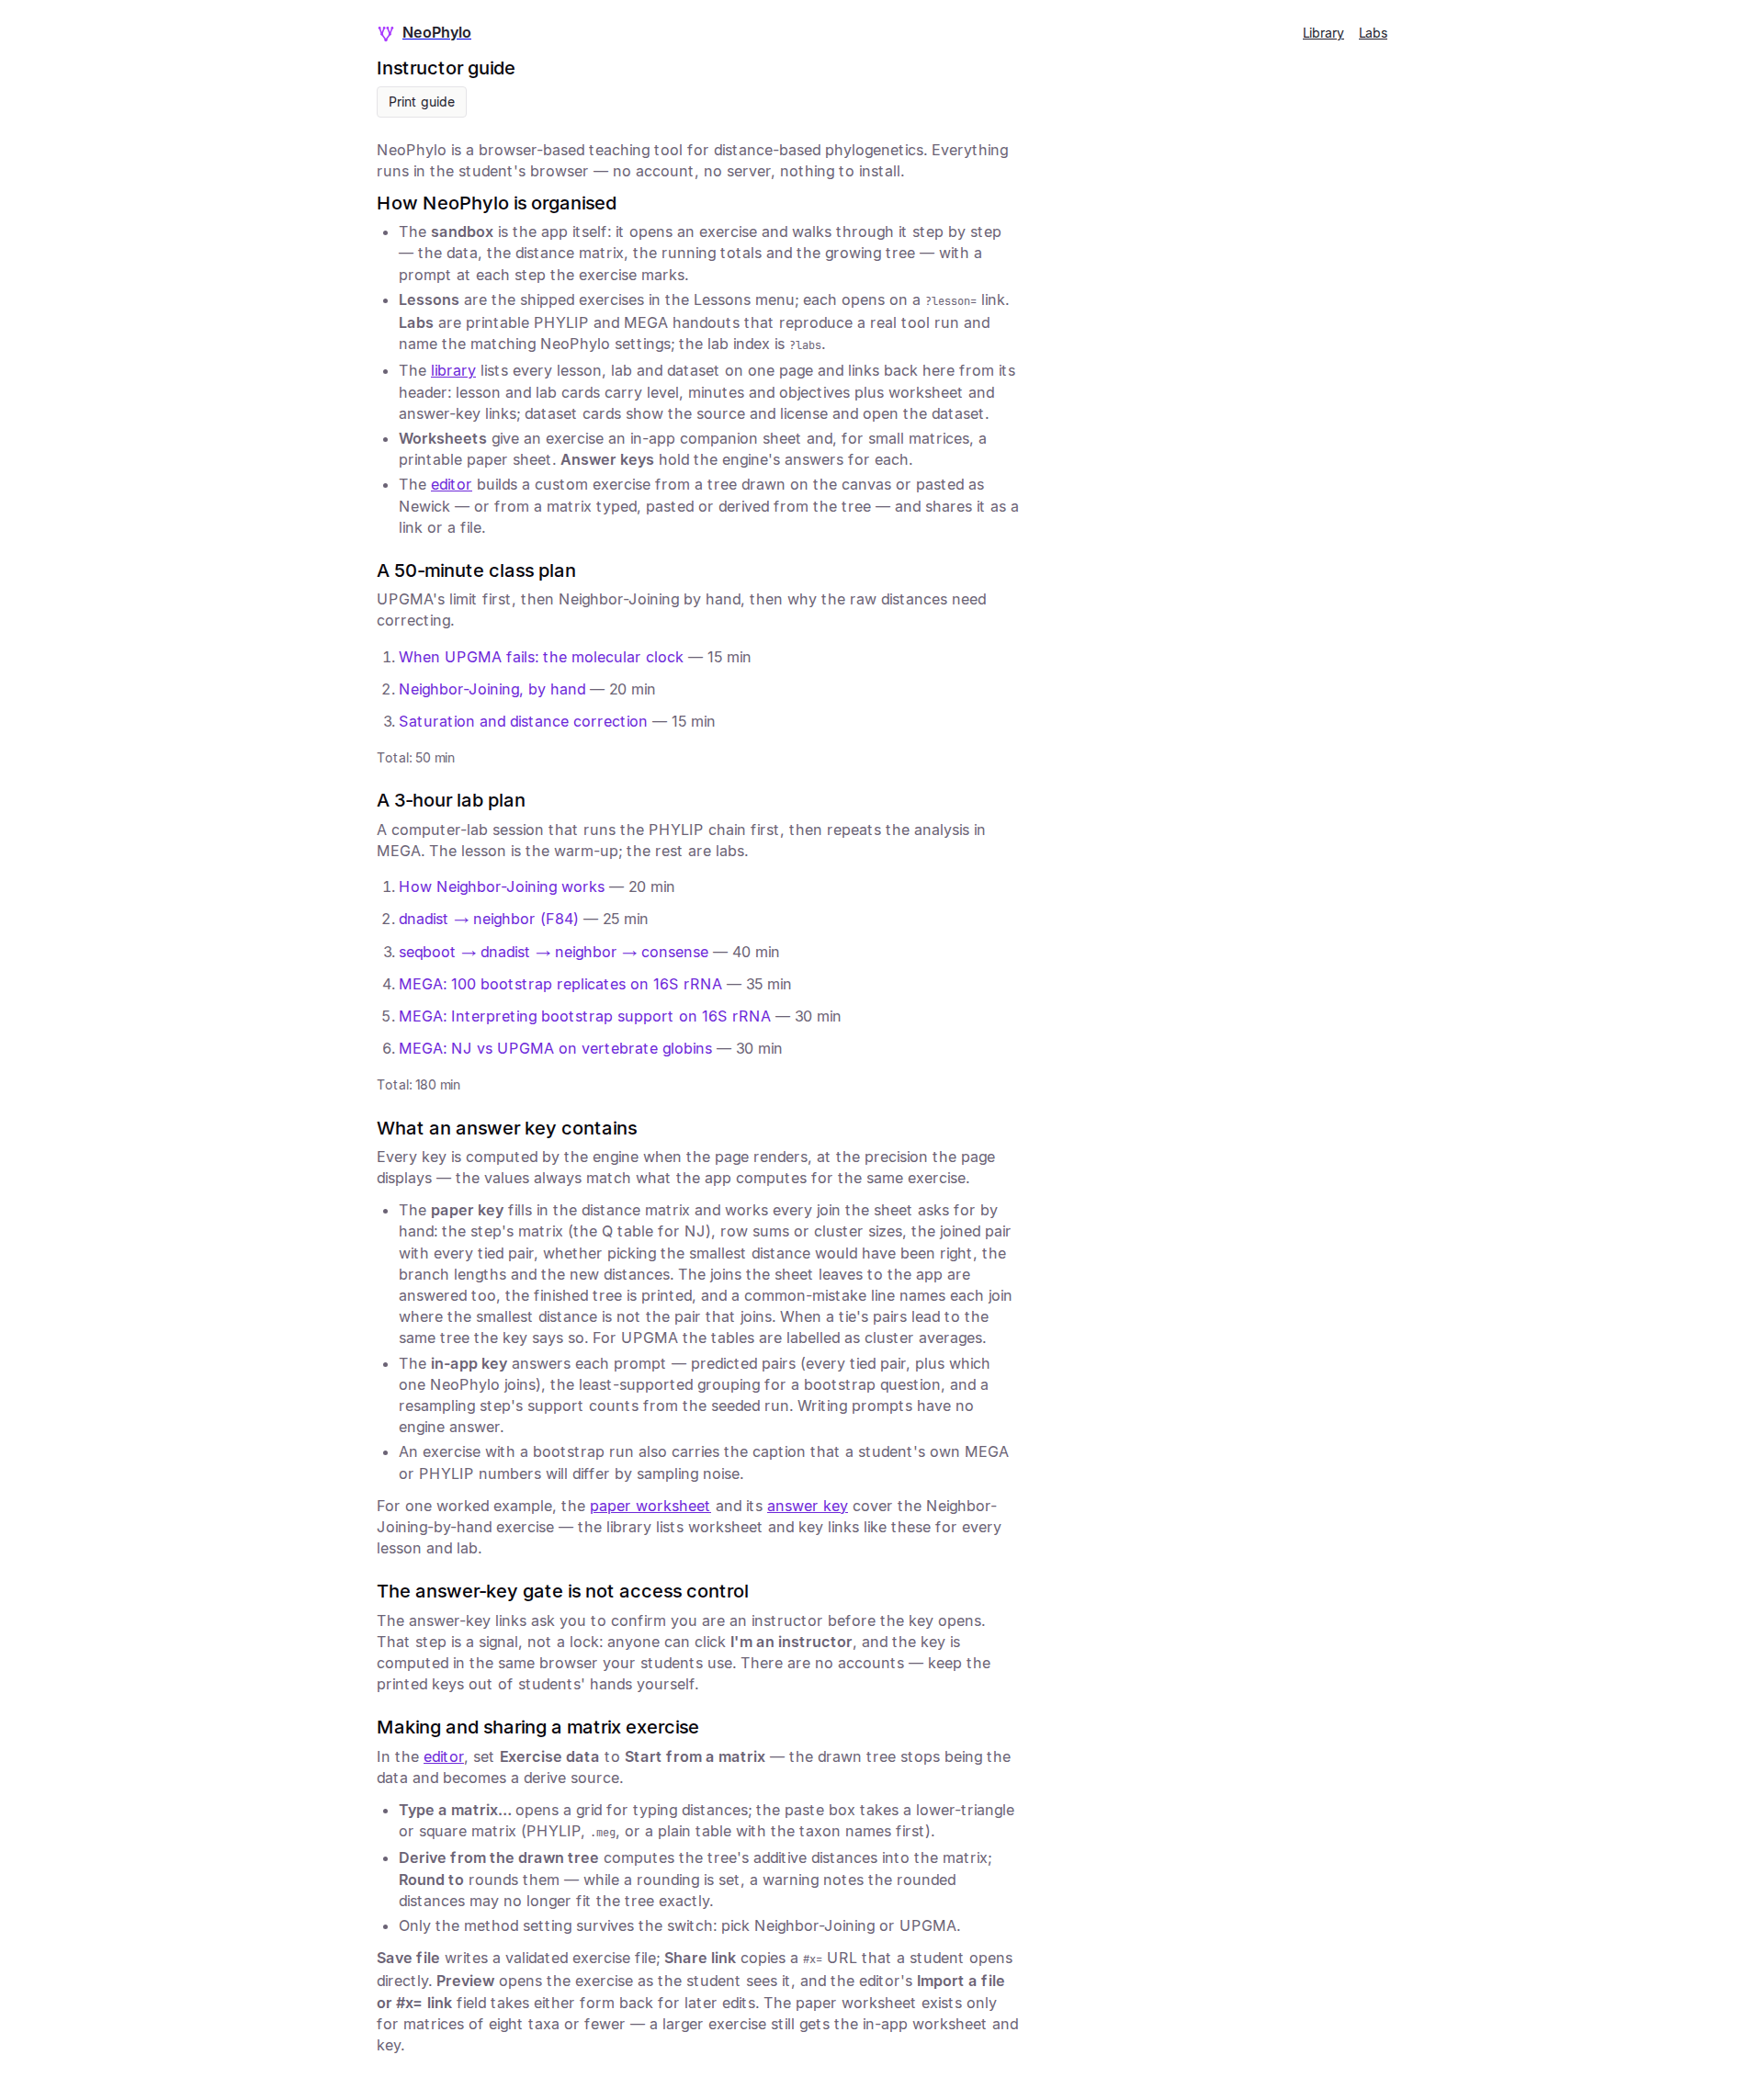 NeoPhylo
Library Labs
Instructor guide
Print guide
NeoPhylo is a browser-based teaching tool for distance-based phylogenetics. Everything
runs in the student's browser — no account, no server, nothing to install.
How NeoPhylo is organised
• The sandbox is the app itself: it opens an exercise and walks through it step by step
— the data, the distance matrix, the running totals and the growing tree — with a
prompt at each step the exercise marks.
• Lessons are the shipped exercises in the Lessons menu; each opens on a ?lesson= link.
Labs are printable PHYLIP and MEGA handouts that reproduce a real tool run and
name the matching NeoPhylo settings; the lab index is ?labs.
• The library lists every lesson, lab and dataset on one page and links back here from its
header: lesson and lab cards carry level, minutes and objectives plus worksheet and
answer-key links; dataset cards show the source and license and open the dataset.
• Worksheets give an exercise an in-app companion sheet and, for small matrices, a
printable paper sheet. Answer keys hold the engine's answers for each.
• The editor builds a custom exercise from a tree drawn on the canvas or pasted as
Newick — or from a matrix typed, pasted or derived from the tree — and shares it as a
link or a file.
A 50-minute class plan
UPGMA's limit first, then Neighbor-Joining by hand, then why the raw distances need
correcting.
1. When UPGMA fails: the molecular clock — 15 min
2. Neighbor-Joining, by hand — 20 min
3. Saturation and distance correction — 15 min
Total: 50 min
A 3-hour lab plan
A computer-lab session that runs the PHYLIP chain first, then repeats the analysis in
MEGA. The lesson is the warm-up; the rest are labs.
1. How Neighbor-Joining works — 20 min
2. dnadist → neighbor (F84) — 25 min
3. seqboot → dnadist → neighbor → consense — 40 min
4. MEGA: 100 bootstrap replicates on 16S rRNA — 35 min
5. MEGA: Interpreting bootstrap support on 16S rRNA — 30 min
6. MEGA: NJ vs UPGMA on vertebrate globins — 30 min
Total: 180 min
What an answer key contains
Every key is computed by the engine when the page renders, at the precision the page
displays — the values always match what the app computes for the same exercise.
• The paper key fills in the distance matrix and works every join the sheet asks for by
hand: the step's matrix (the Q table for NJ), row sums or cluster sizes, the joined pair
with every tied pair, whether picking the smallest distance would have been right, the
branch lengths and the new distances. The joins the sheet leaves to the app are
answered too, the finished tree is printed, and a common-mistake line names each join
where the smallest distance is not the pair that joins. When a tie's pairs lead to the
same tree the key says so. For UPGMA the tables are labelled as cluster averages.
• The in-app key answers each prompt — predicted pairs (every tied pair, plus which
one NeoPhylo joins), the least-supported grouping for a bootstrap question, and a
resampling step's support counts from the seeded run. Writing prompts have no
engine answer.
• An exercise with a bootstrap run also carries the caption that a student's own MEGA
or PHYLIP numbers will differ by sampling noise.
For one worked example, the paper worksheet and its answer key cover the Neighbor-
Joining-by-hand exercise — the library lists worksheet and key links like these for every
lesson and lab.
The answer-key gate is not access control
The answer-key links ask you to confirm you are an instructor before the key opens.
That step is a signal, not a lock: anyone can click I'm an instructor, and the key is
computed in the same browser your students use. There are no accounts — keep the
printed keys out of students' hands yourself.
Making and sharing a matrix exercise
In the editor, set Exercise data to Start from a matrix — the drawn tree stops being the
data and becomes a derive source.
• Type a matrix… opens a grid for typing distances; the paste box takes a lower-triangle
or square matrix (PHYLIP, .meg, or a plain table with the taxon names first).
• Derive from the drawn tree computes the tree's additive distances into the matrix;
Round to rounds them — while a rounding is set, a warning notes the rounded
distances may no longer fit the tree exactly.
• Only the method setting survives the switch: pick Neighbor-Joining or UPGMA.
Save file writes a validated exercise file; Share link copies a #x= URL that a student opens
directly. Preview opens the exercise as the student sees it, and the editor's Import a file
or #x= link field takes either form back for later edits. The paper worksheet exists only
for matrices of eight taxa or fewer — a larger exercise still gets the in-app worksheet and
key.